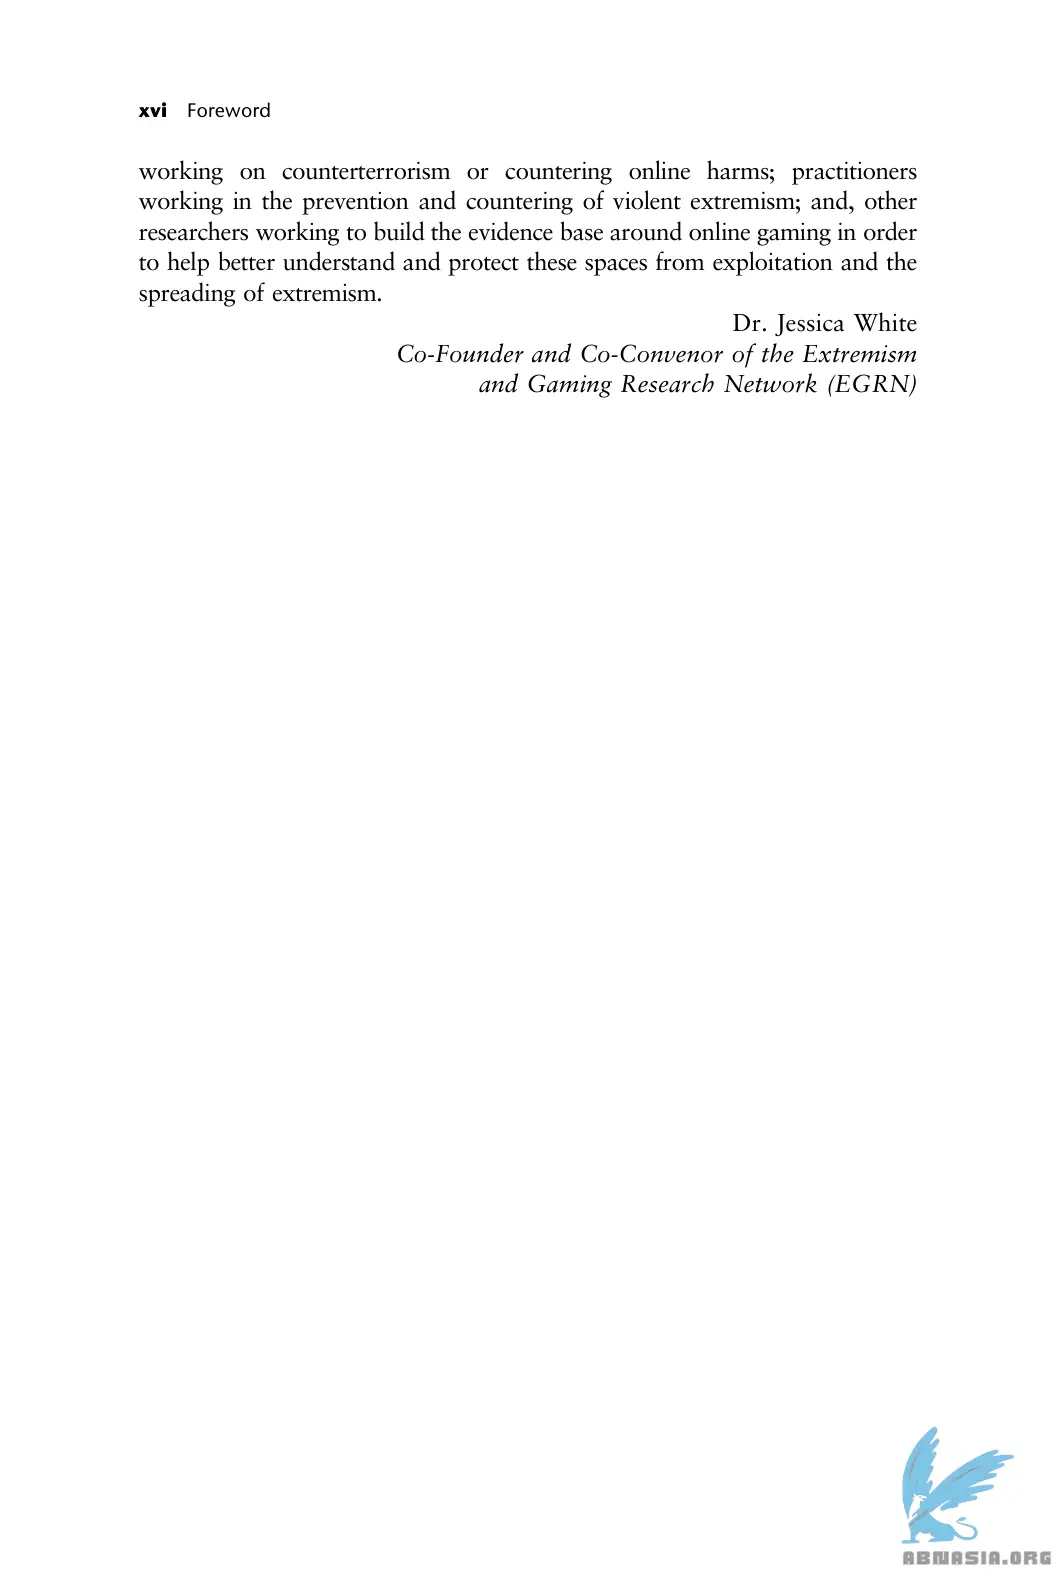 xvi Foreword
working on counterterrorism or countering online harms; practitioners
working in the prevention and countering of violent extremism; and, other
researchers working to build the evidence base around online gaming in order
to help better understand and protect these spaces from exploitation and the
spreading of extremism.
Dr. Jessica White
Co-Founder and Co-Convenor of the Extremism
and Gaming Research Network (EGRN)
ABNASIA.ORG